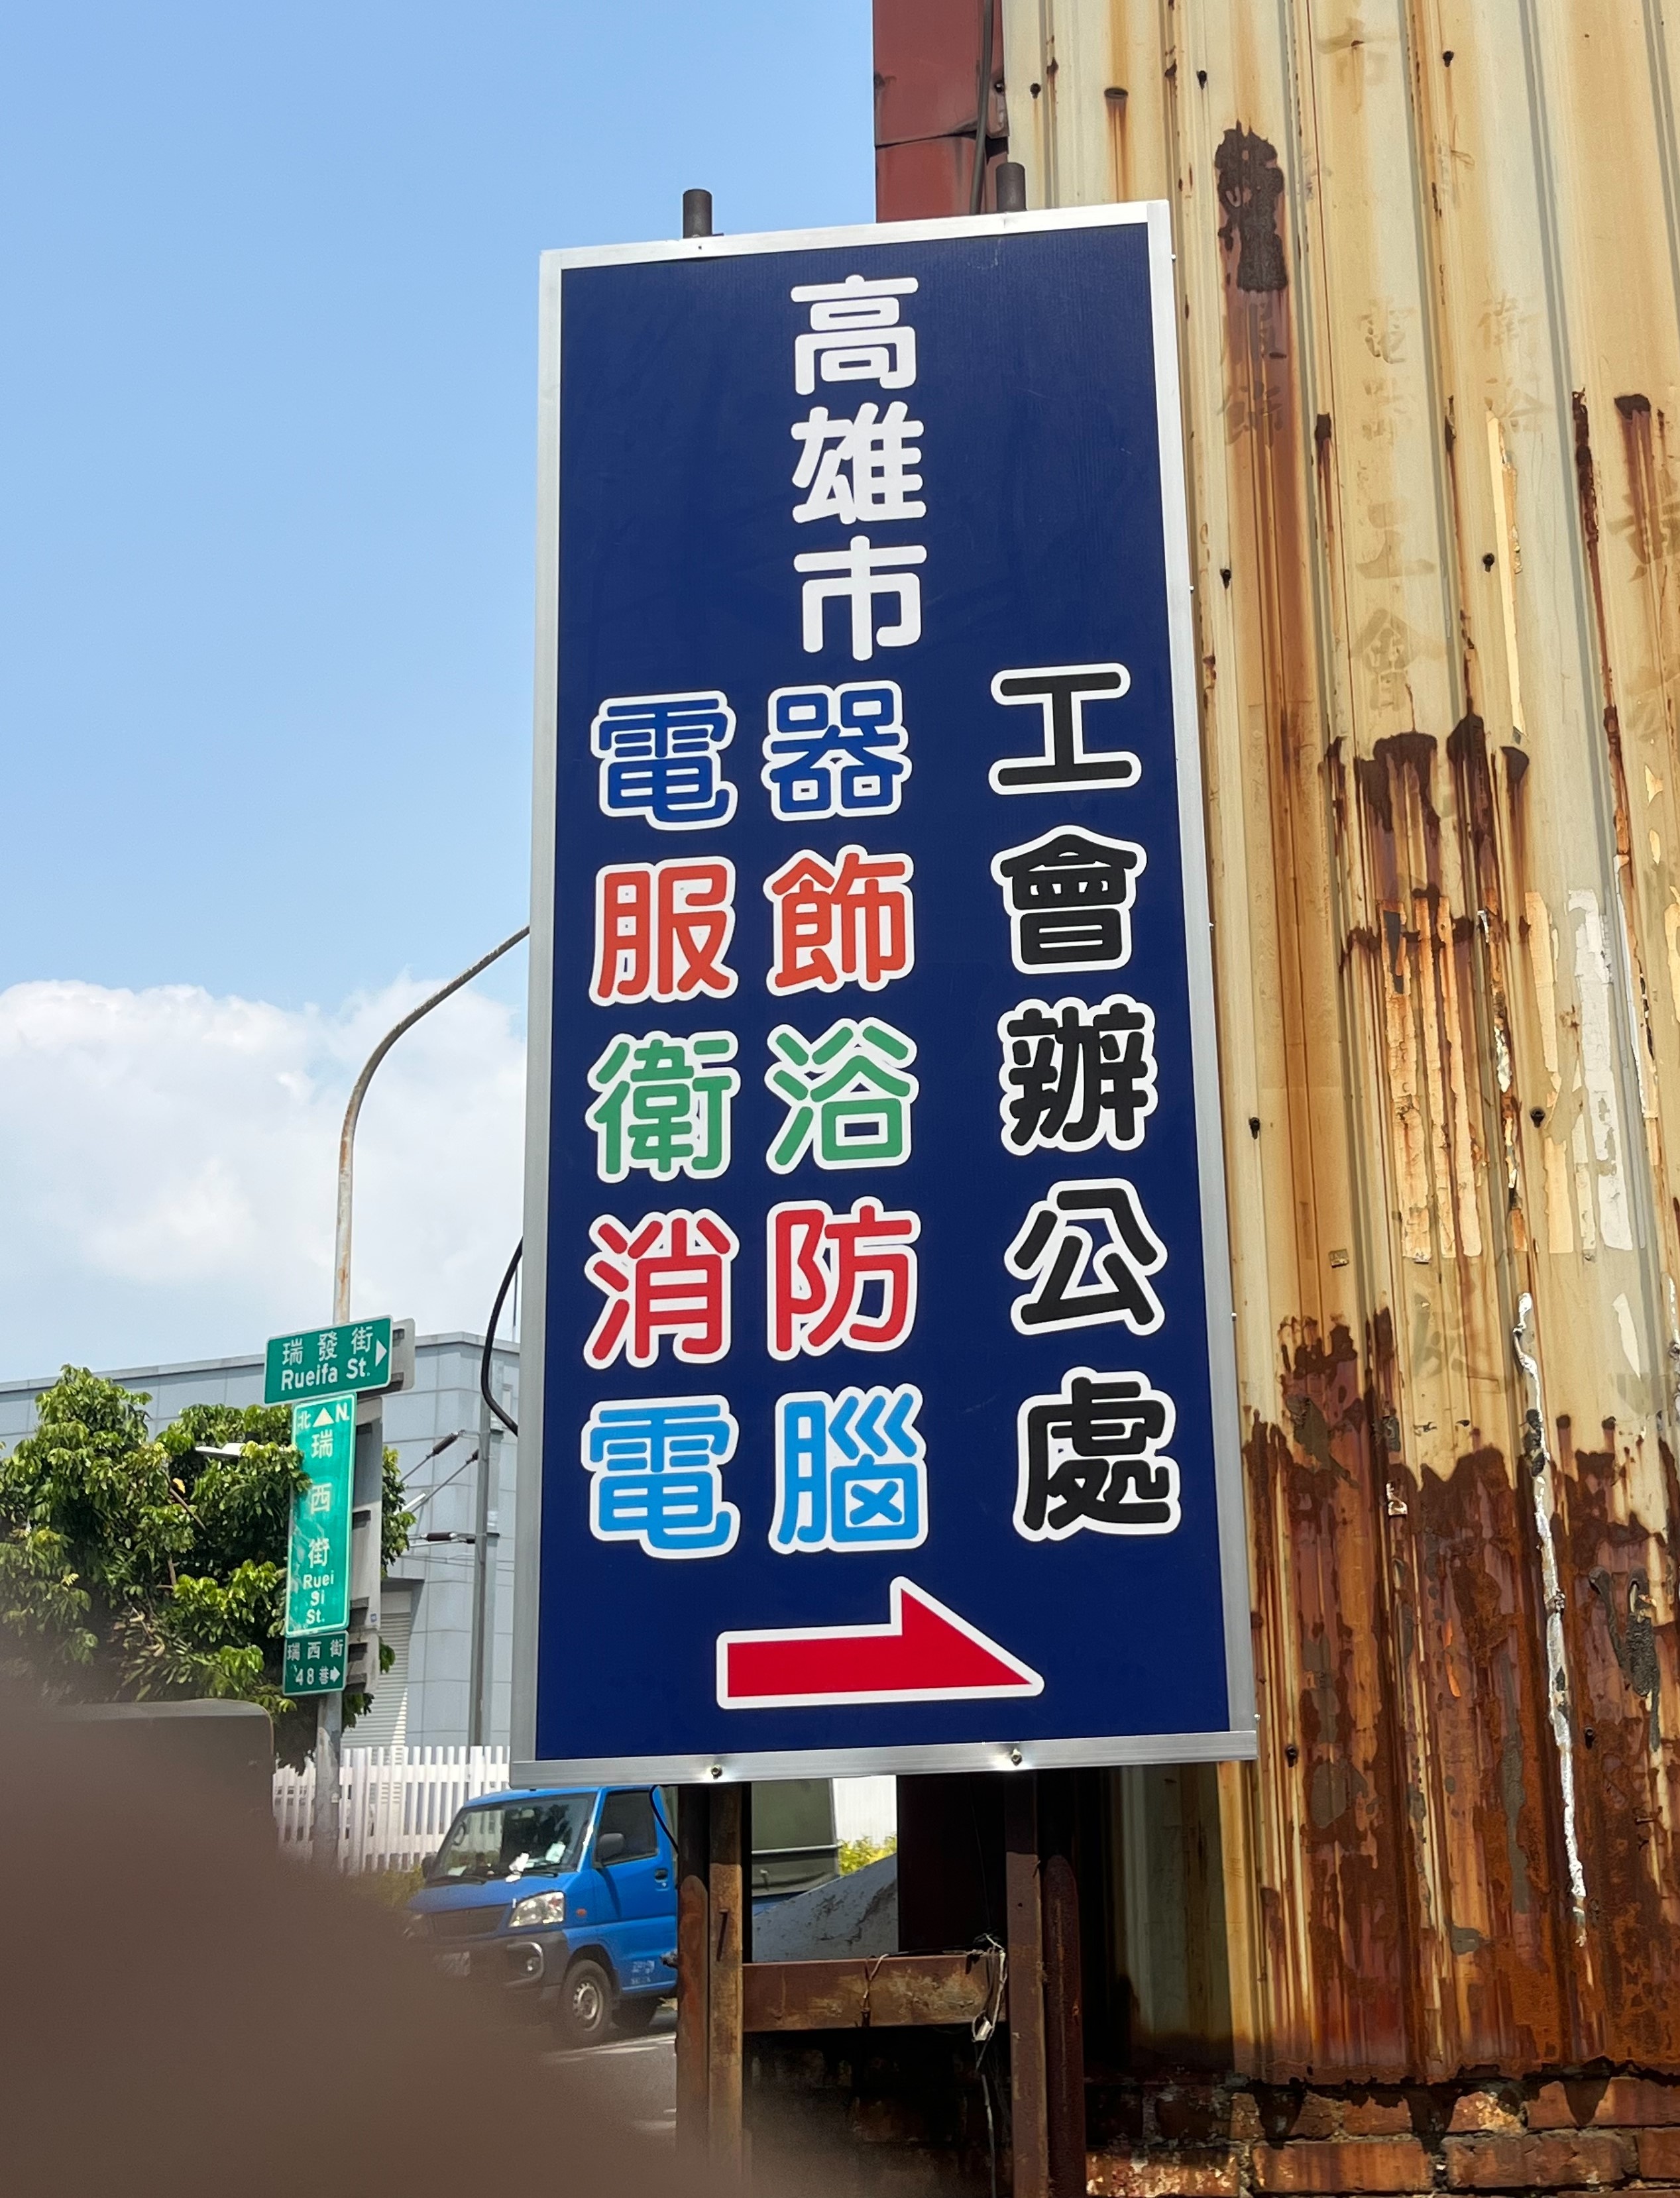 高雄市
電器
服飾
衛浴
消防
電腦
工會辦公處
瑞發街
Rueifa St.
北 N
瑞西街
Ruei
Si
St.
瑞西街
48巷